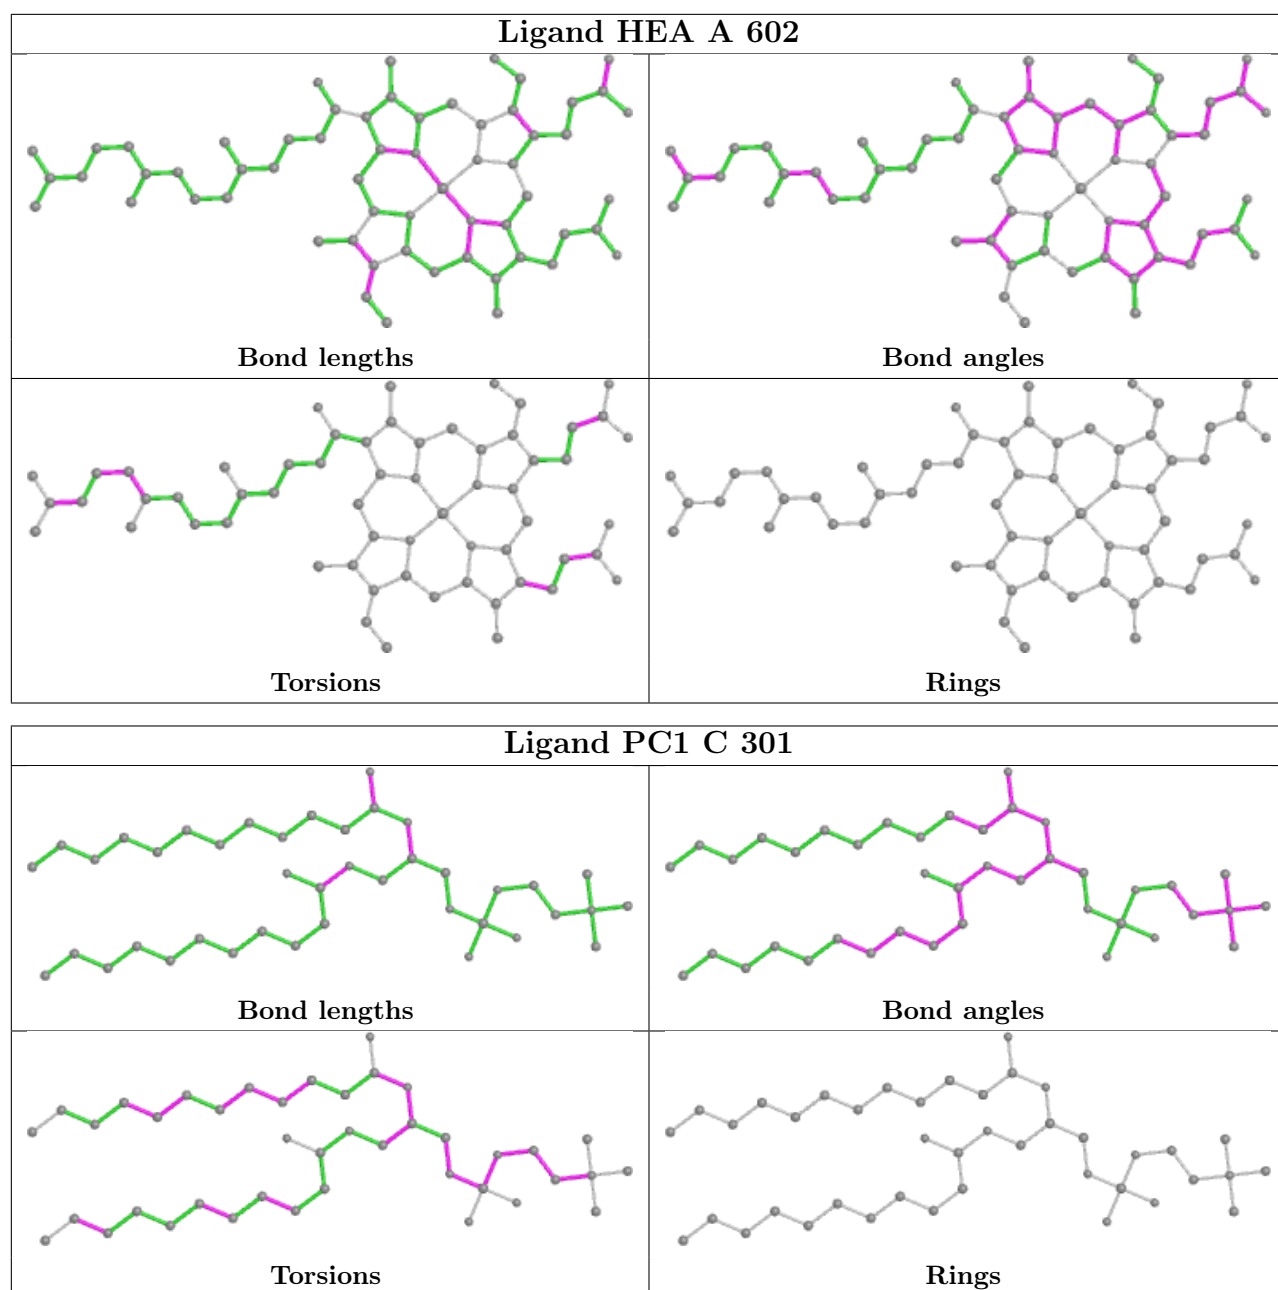 Ligand HEA A 602
Bond lengths
Bond angles
Torsions
Rings
Ligand PC1 C 301
Bond lengths
Bond angles
Torsions
Rings